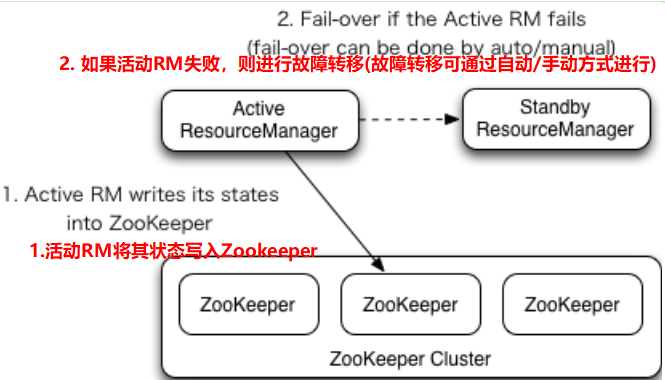 2. Fail-over if the Active RM fails
(fail-over can be done by auto/manual)
2. 如果活动RM失败，则进行故障转移(故障转移可通过自动/手动方式进行)
Active
ResourceManager
Standby
ResourceManager
1. Active RM writes its states
into ZooKeeper
1.活动RM将其状态写入Zookeeper
ZooKeeper
ZooKeeper
ZooKeeper
ZooKeeper Cluster